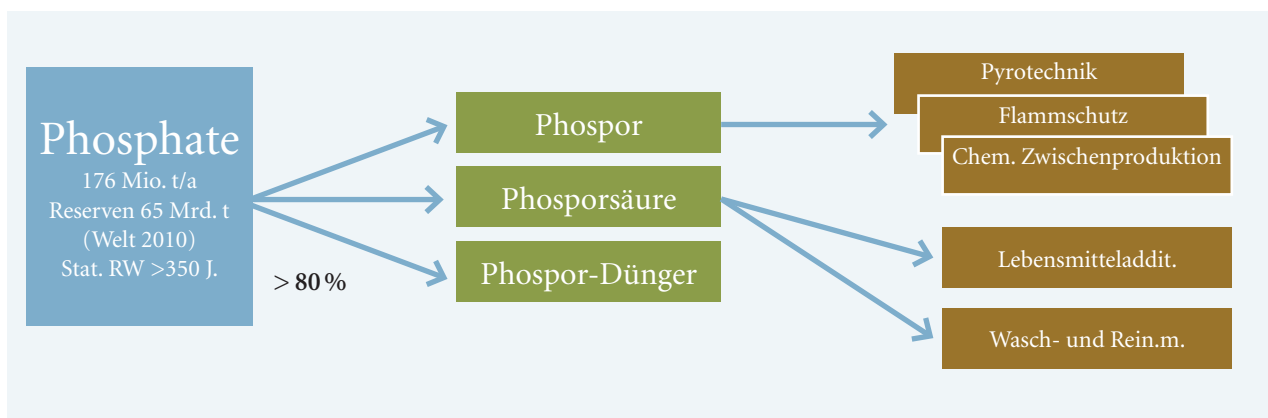 Phosphate
176 Mio. t/a
Reserven 65 Mrd. t
(Welt 2010)
Stat. RW >350 J.
> 80 %
Phospor
Phosporsäure
Phospor-Dünger
Pyrotechnik
Flammschutz
Chem. Zwischenproduktion
Lebensmitteladdit.
Wasch- und Rein.m.